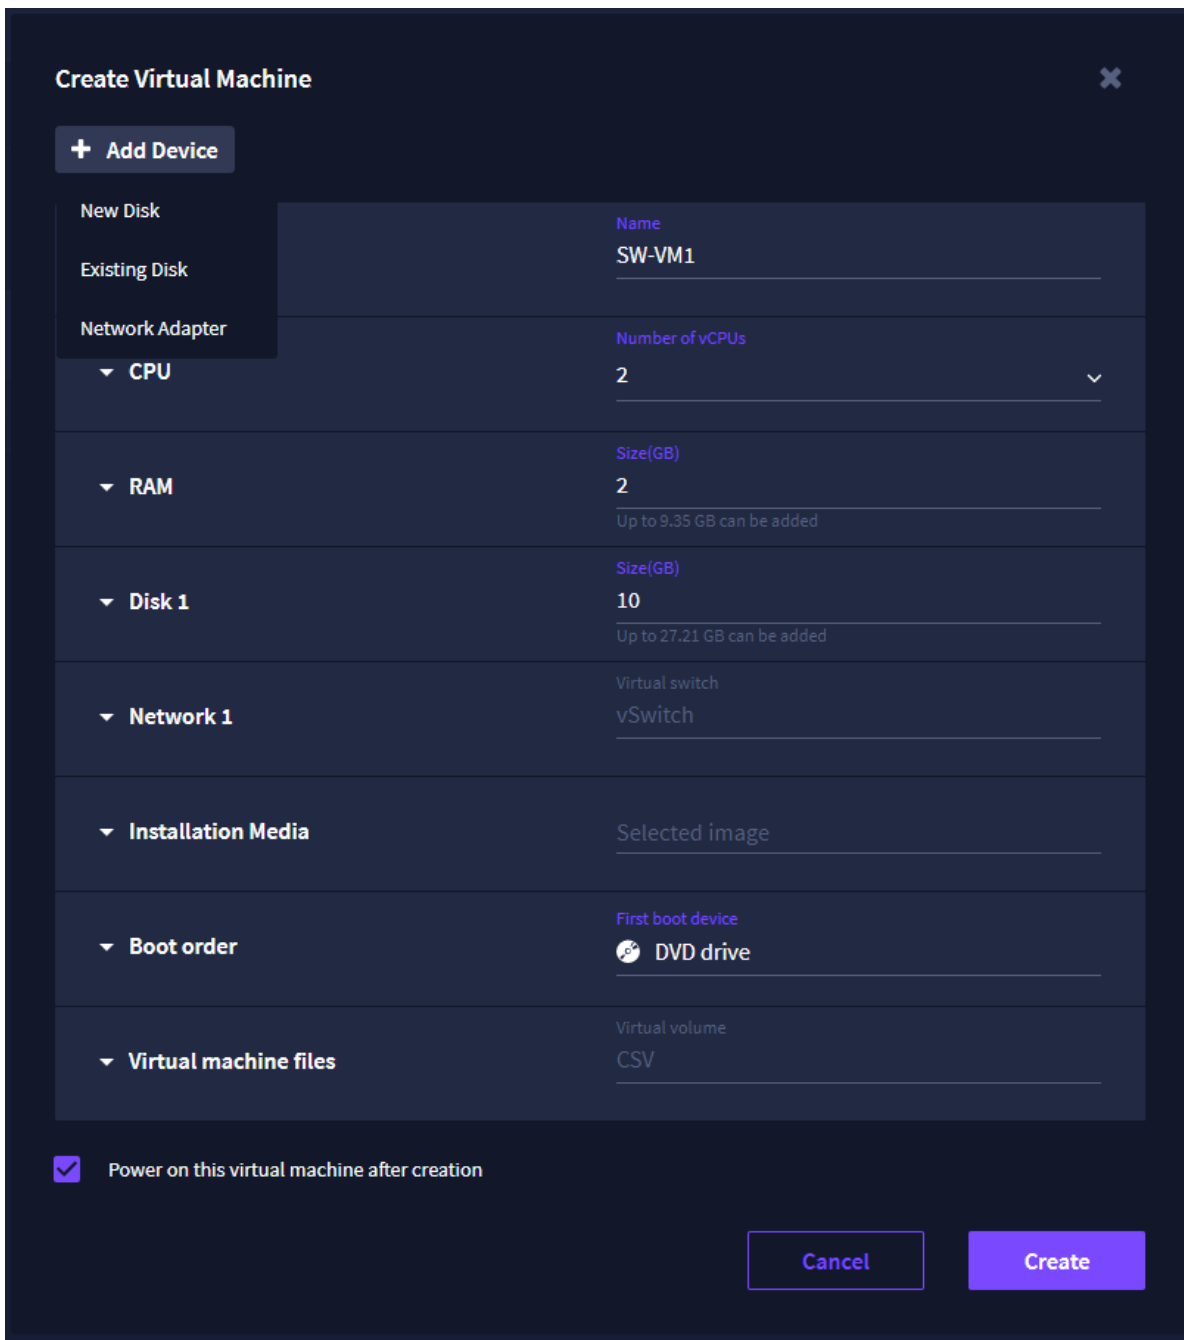 Create Virtual Machine
Add Device
New Disk
Existing Disk
Network Adapter
Name
SW-VM1
CPU
Number of vCPUs
2
RAM
Size(GB)
2
Up to 9.35 GB can be added
Disk 1
Size(GB)
10
Up to 27.21 GB can be added
Network 1
Virtual switch
vSwitch
Installation Media
Selected image
Boot order
First boot device
DVD drive
Virtual machine files
Virtual volume
CSV
Power on this virtual machine after creation
Cancel
Create